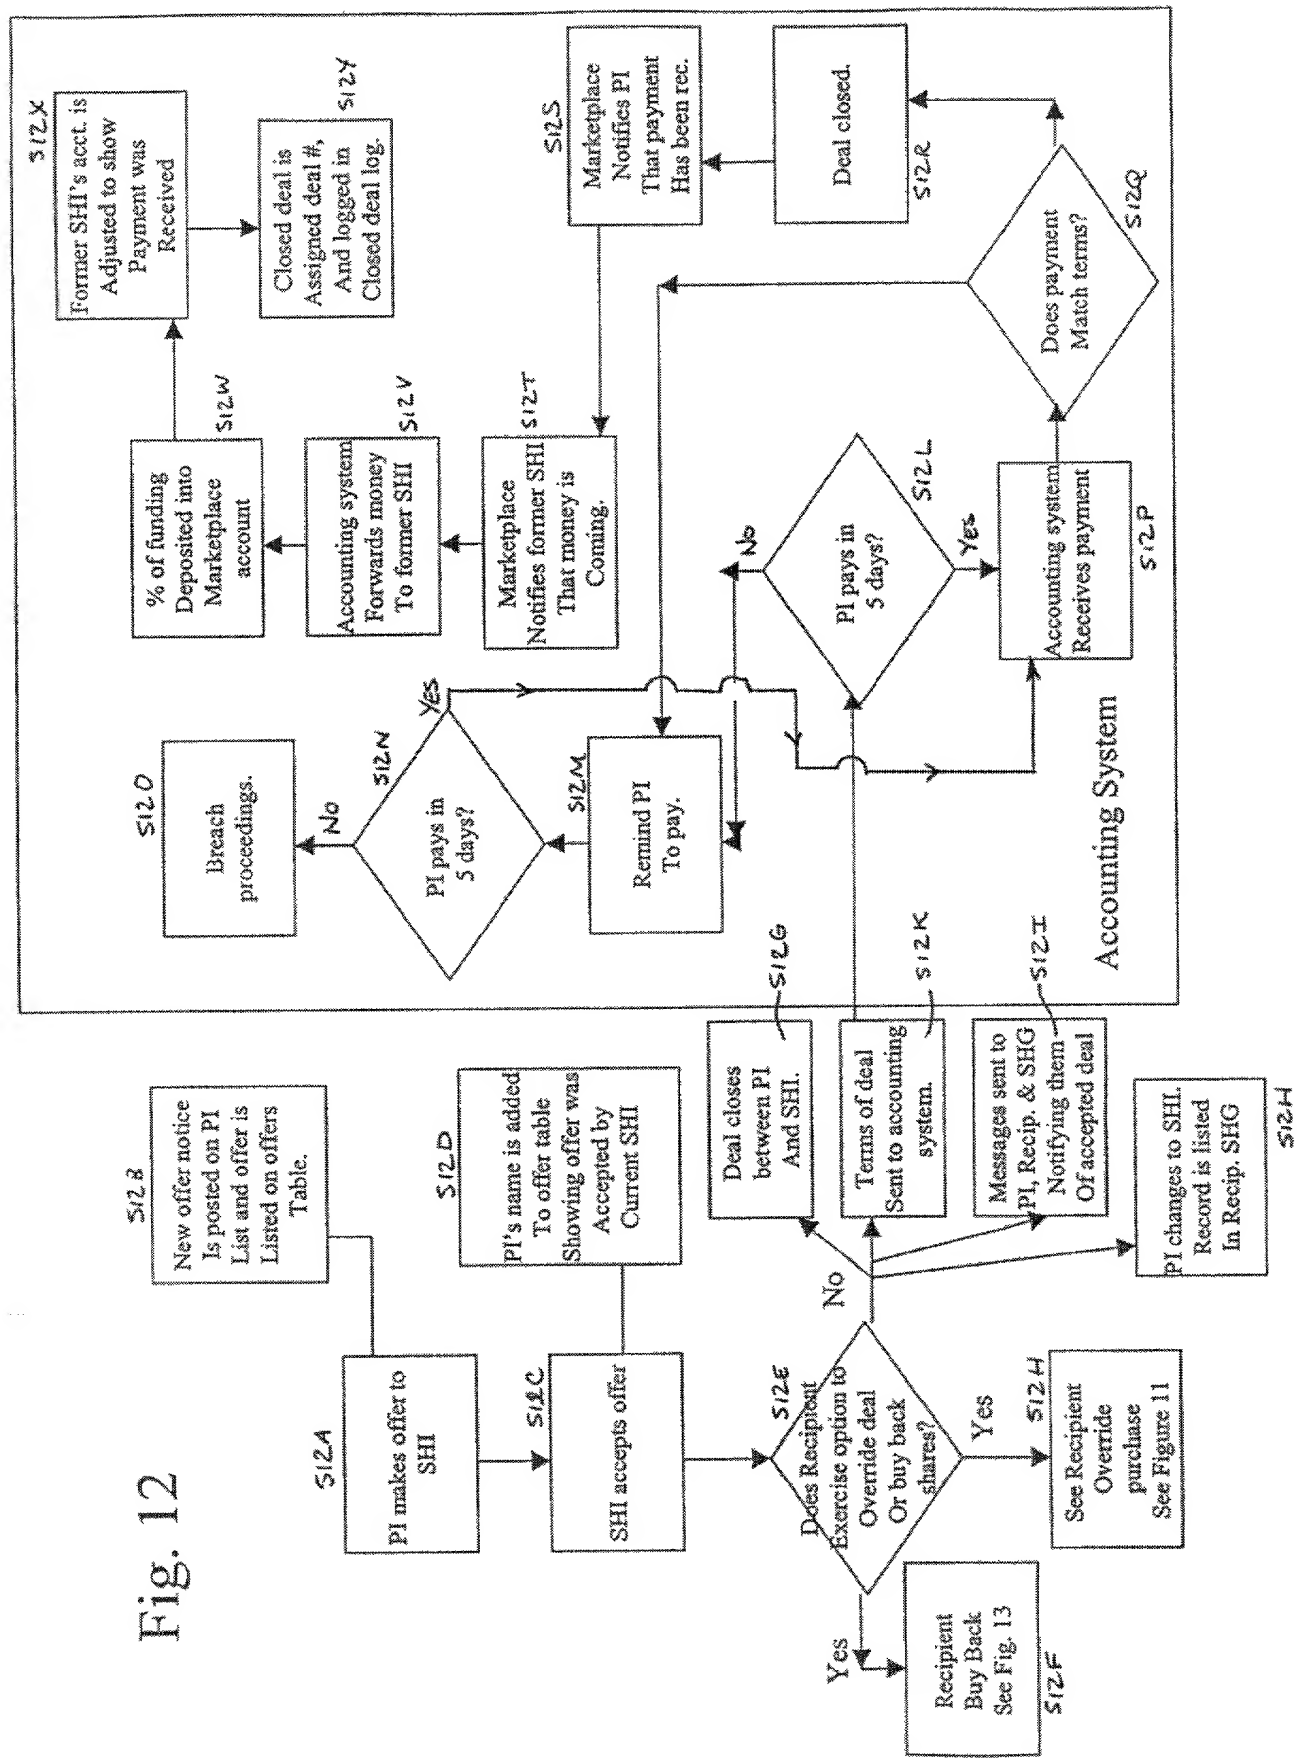 Fig. 12
S12A
PI makes offer to
SHI
S12B
New offer notice
Is posted on PI
List and offer is
Listed on offers
Table.
S12C
SHI accepts offer
S12D
PI's name is added
To offer table
Showing offer was
Accepted by
Current SHI
S12E
Does Recipient
Exercise option to
Override deal
Or buy back
shares?
Yes
Recipient
Buy Back
See Fig. 13
S12F
Yes
S12H
See Recipient
Override
purchase
See Figure 11
No
Deal closes
between PI
And SHI.
S12G
Terms of deal
Sent to accounting
system.
S12K
Messages sent to
PI, Recip. & SHG
Notifying them
Of accepted deal
S12I
PI changes to SHI.
Record is listed
In Recip. SHG
S12H
Accounting System
PI pays in
5 days?
S12L
No
Yes
Remind PI
To pay.
S12M
PI pays in
5 days?
S12N
Yes
No
S12O
Breach
proceedings.
Accounting system
Receives payment
S12P
Does payment
Match terms?
S12Q
Deal closed.
S12R
S12S
Marketplace
Notifies PI
That payment
Has been rec.
Marketplace
Notifies former SHI
That money is
Coming.
S12T
Accounting system
Forwards money
To former SHI
S12V
% of funding
Deposited into
Marketplace
account
S12W
S12X
Former SHI's acct. is
Adjusted to show
Payment was
Received
Closed deal is
Assigned deal #,
And logged in
Closed deal log.
S12Y